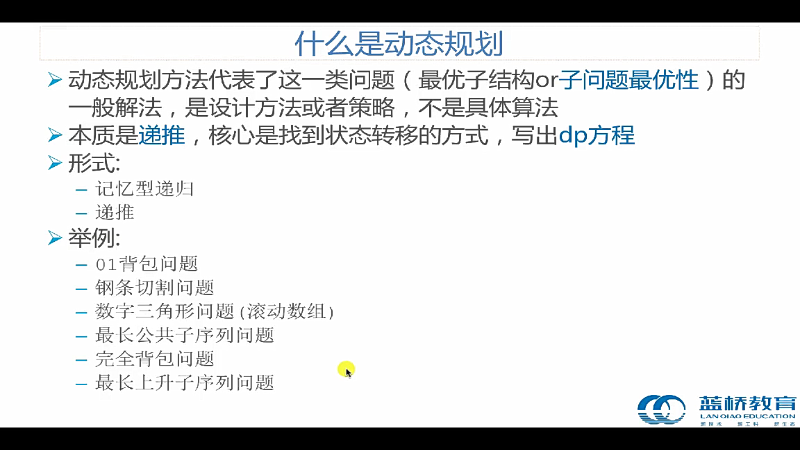 什么是动态规划
动态规划方法代表了这一类问题（最优子结构or子问题最优性）的
一般解法，是设计方法或者策略，不是具体算法
本质是递推，核心是找到状态转移的方式，写出dp方程
形式:
– 记忆型递归
– 递推
举例:
– 01背包问题
– 钢条切割问题
– 数字三角形问题(滚动数组)
– 最长公共子序列问题
– 完全背包问题
– 最长上升子序列问题
蓝桥教育
LAN QIAO EDUCATION